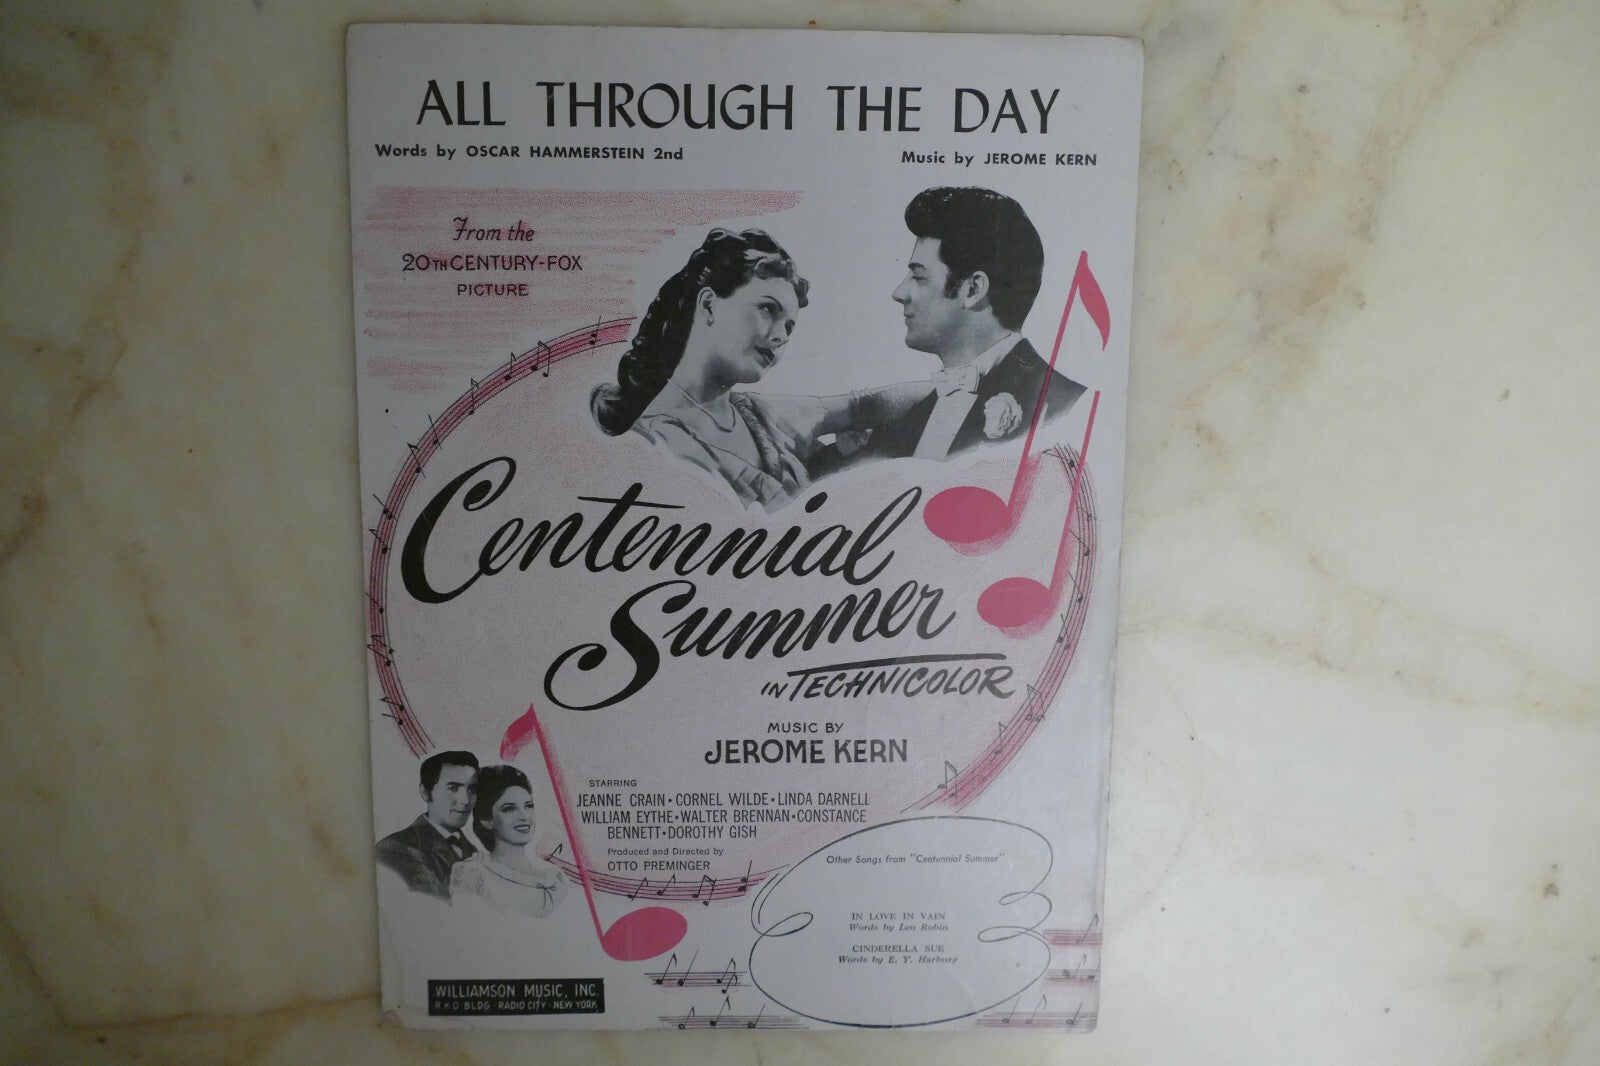 ALL THROUGH THE DAY
Words by OSCAR HAMMERSTEIN 2nd
Music by JEROME KERN
From the
20TH CENTURY-FOX
PICTURE
Centennial
Summer
IN TECHNICOLOR
MUSIC BY
JEROME KERN
STARRING
JEANNE CRAIN • CORNEL WILDE • LINDA DARNELL
WILLIAM EYTHE • WALTER BRENNAN • CONSTANCE
BENNETT • DOROTHY GISH
Produced and Directed by
OTTO PREMINGER
Other Songs from "Centennial Summer"
IN LOVE IN VAIN
Words by Leo Robin
CINDERELLA SUE
Words by E. Y. Harburg
WILLIAMSON MUSIC, INC.
RKO BLDG · RADIO CITY · NEW YORK